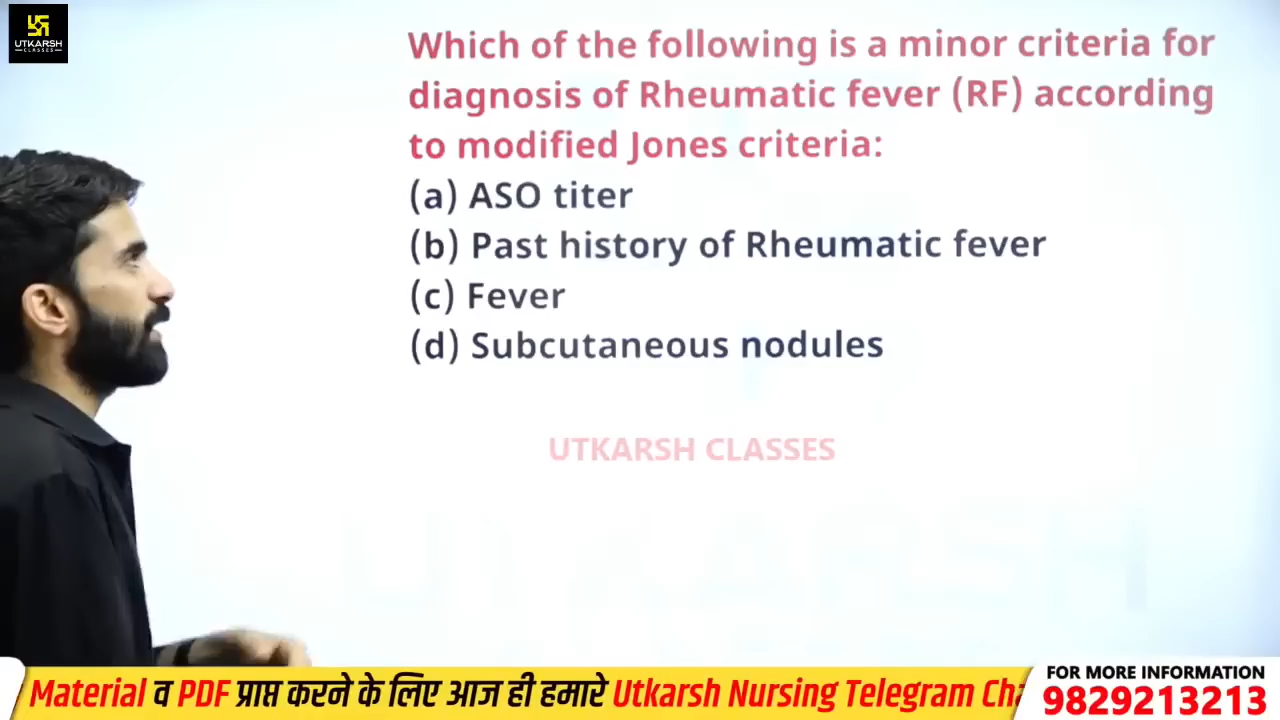 UTKARSH
CLASSES
Which of the following is a minor criteria for
diagnosis of Rheumatic fever (RF) according
to modified Jones criteria:
(a) ASO titer
(b) Past history of Rheumatic fever
(c) Fever
(d) Subcutaneous nodules
UTKARSH CLASSES
UTKARSH
Material व PDF प्राप्त करने के लिए आज ही हमारे Utkarsh Nursing Telegram
FOR MORE INFORMATION
9829213213